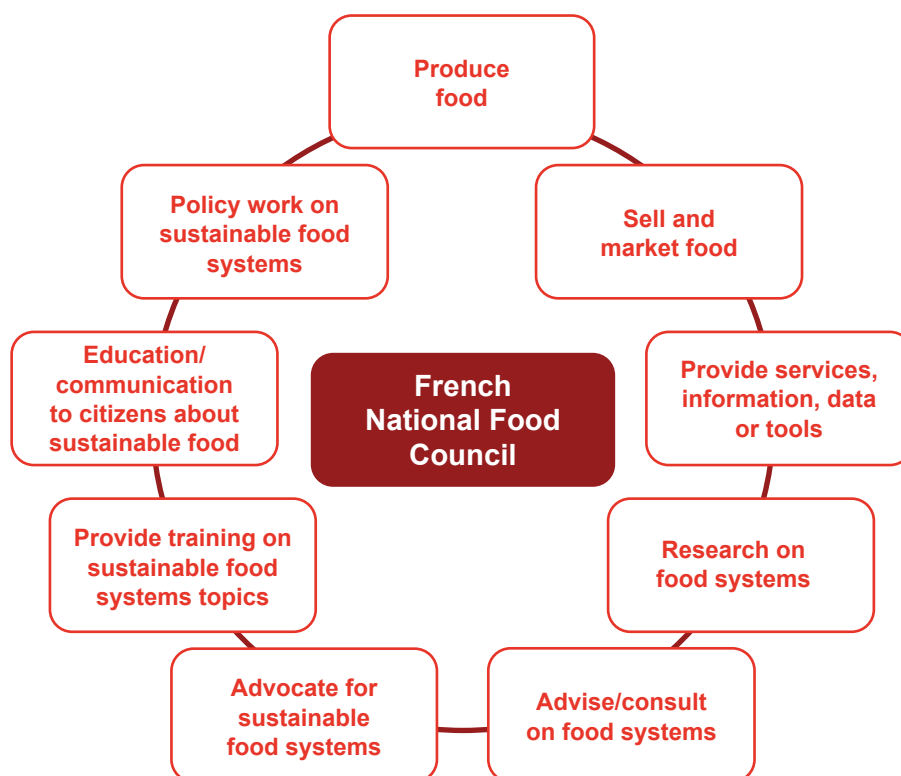 Produce
food
Sell and
market food
Provide services,
information, data
or tools
Research on
food systems
Advise/consult
on food systems
Advocate for
sustainable
food systems
Provide training on
sustainable food
systems topics
Education/
communication
to citizens about
sustainable food
Policy work on
sustainable food
systems
French
National Food
Council